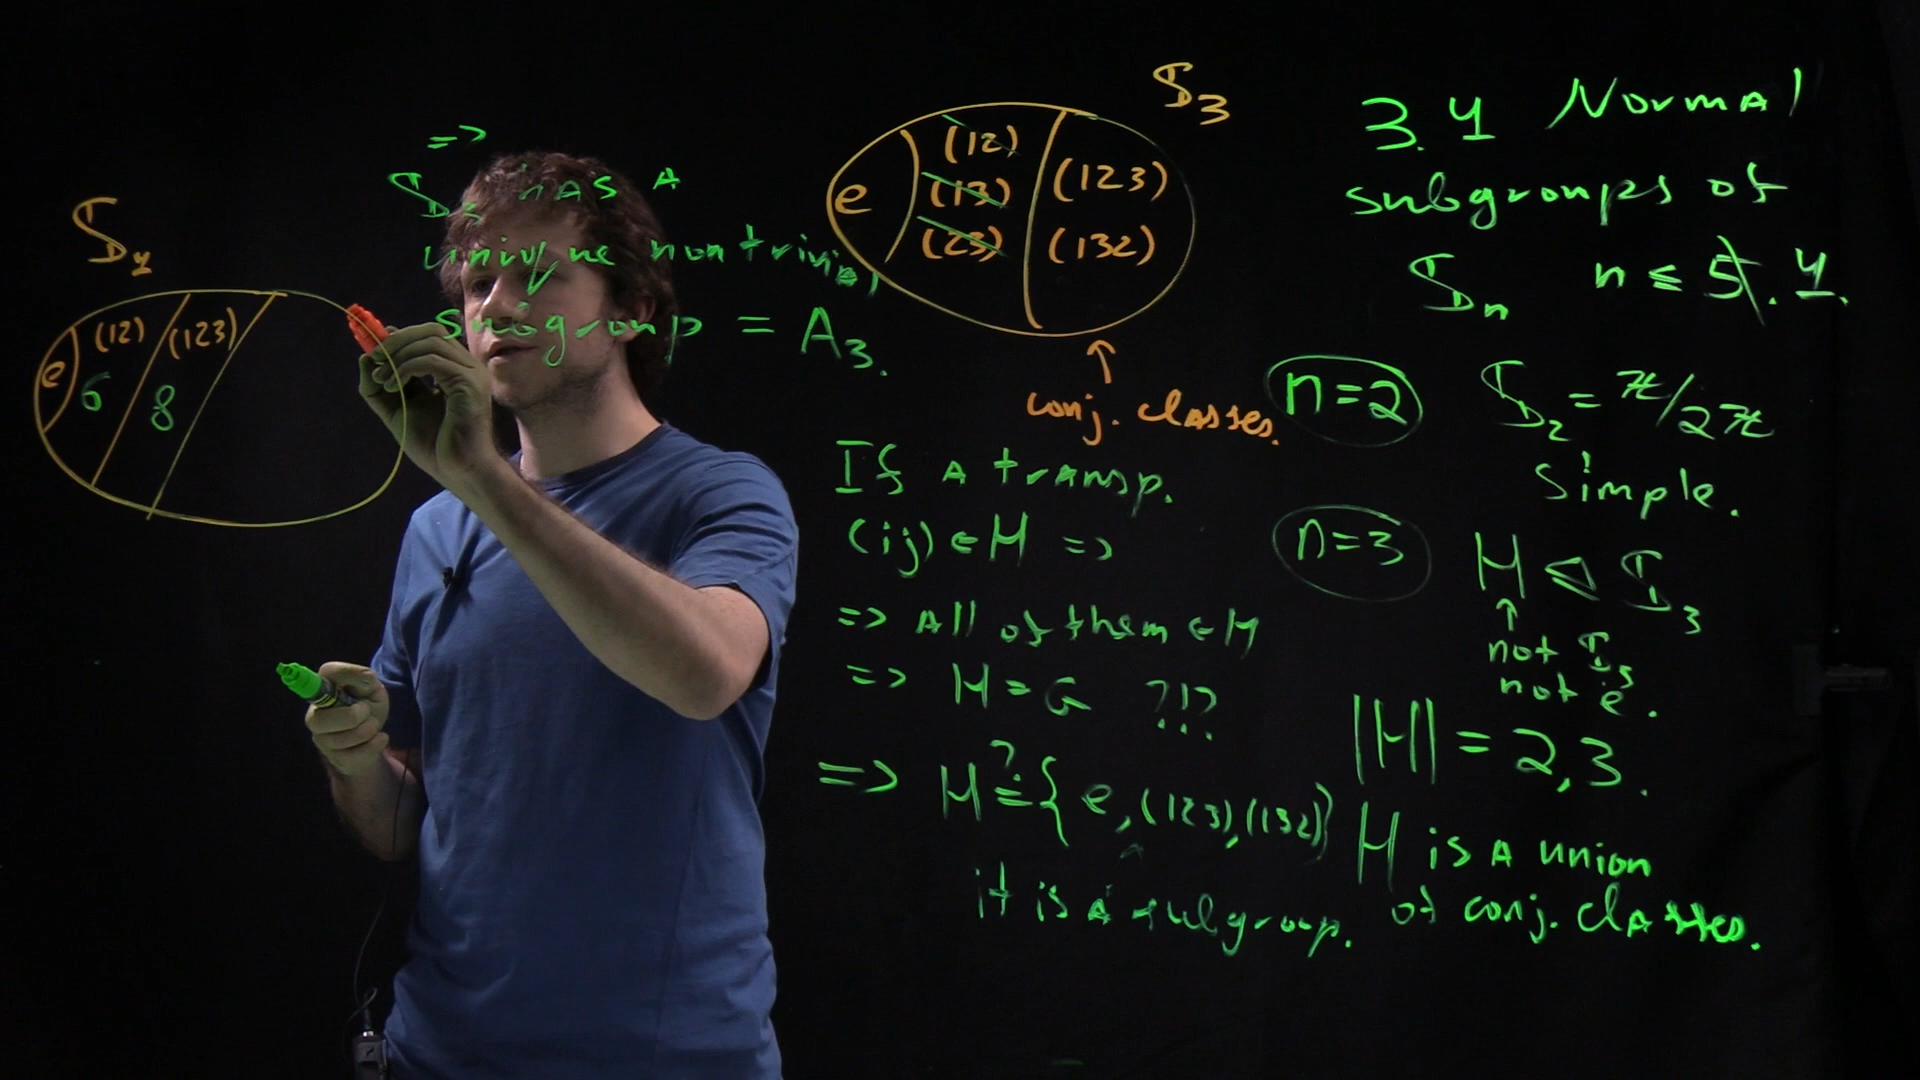 3.4 Normal
subgroups of
S_n n ≤ 5. 4.
n=2 S_2 = Z/2Z
simple.
n=3 H ⊲ S_3
↑
not S_3
not e.
|H| = 2,3.
H is a union
of conj. classes.
S_3
e
(12)
(13)
(23)
(123)
(132)
↑
conj. classes.
If a transp.
(ij) ∈ H =>
=> All of them ∈ H
=> H = G ?!?
=> H ?= { e, (123), (132)}
it is a subgroup.
=>
S_3 has a
unique nontrivial
subgroup = A_3.
S_4
e
(12)
6
(123)
8